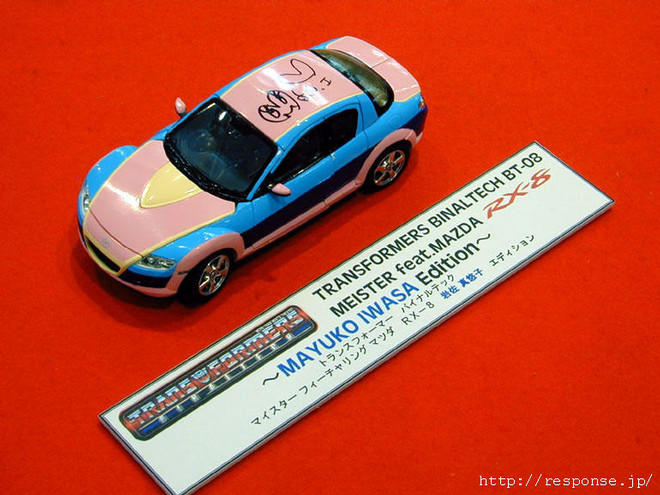 TRANSFORMERS BINALTECH BT-08
MEISTER feat.MAZDA RX-8
～MAYUKO IWASA Edition～
トランスフォーマー バイナルテック
マイスター フィーチャリング マツダ RX－8 岩佐 真悠子 エディション
TRANSFORMERS
http://response.jp/